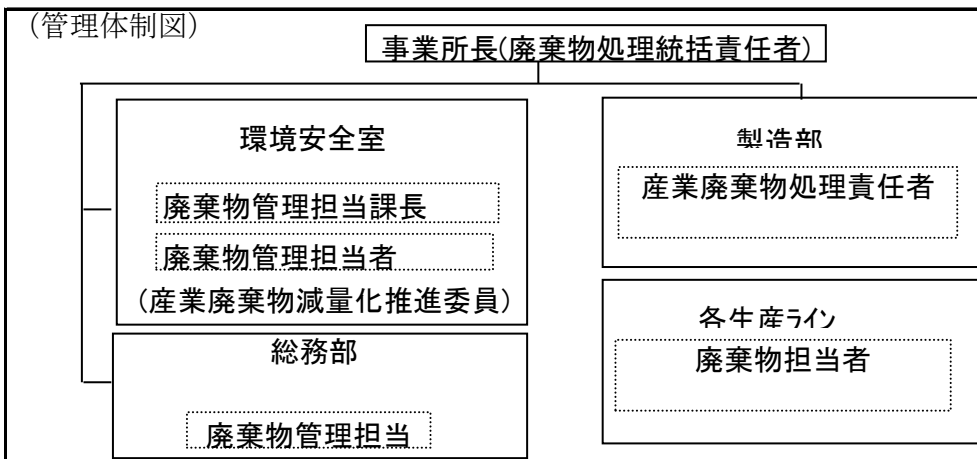 (管理体制図)
事業所長(廃棄物処理統括責任者)
環境安全室
廃棄物管理担当課長
廃棄物管理担当者
(産業廃棄物減量化推進委員)
総務部
廃棄物管理担当
製造部
産業廃棄物処理責任者
各生産ライン
廃棄物担当者